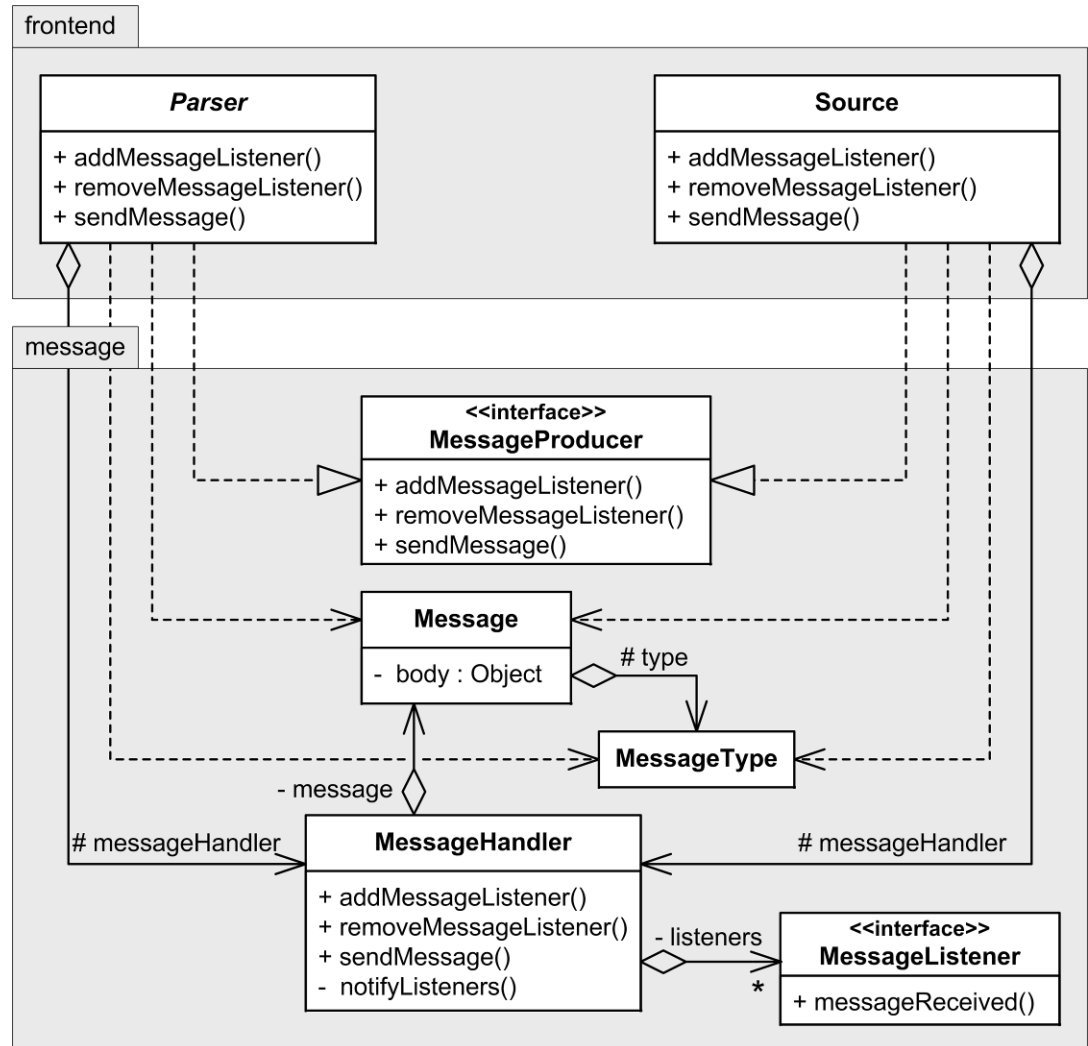 frontend
Parser
+ addMessageListener()
+ removeMessageListener()
+ sendMessage()
Source
+ addMessageListener()
+ removeMessageListener()
+ sendMessage()
message
<<interface>>
MessageProducer
+ addMessageListener()
+ removeMessageListener()
+ sendMessage()
Message
- body : Object
# type
MessageType
- message
# messageHandler
# messageHandler
MessageHandler
+ addMessageListener()
+ removeMessageListener()
+ sendMessage()
- notifyListeners()
- listeners
*
<<interface>>
MessageListener
+ messageReceived()